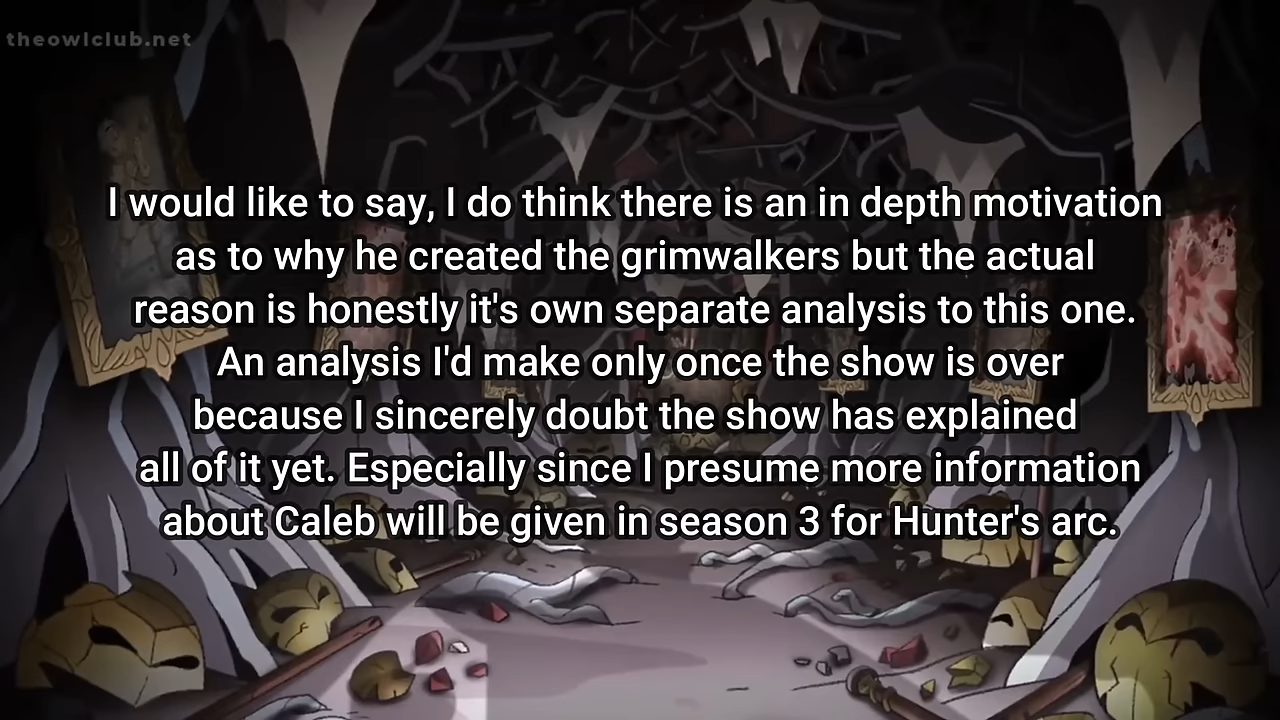 theowlclub.net
I would like to say, I do think there is an in depth motivation
as to why he created the grimwalkers but the actual
reason is honestly it's own separate analysis to this one.
An analysis I'd make only once the show is over
because I sincerely doubt the show has explained
all of it yet. Especially since I presume more information
about Caleb will be given in season 3 for Hunter's arc.